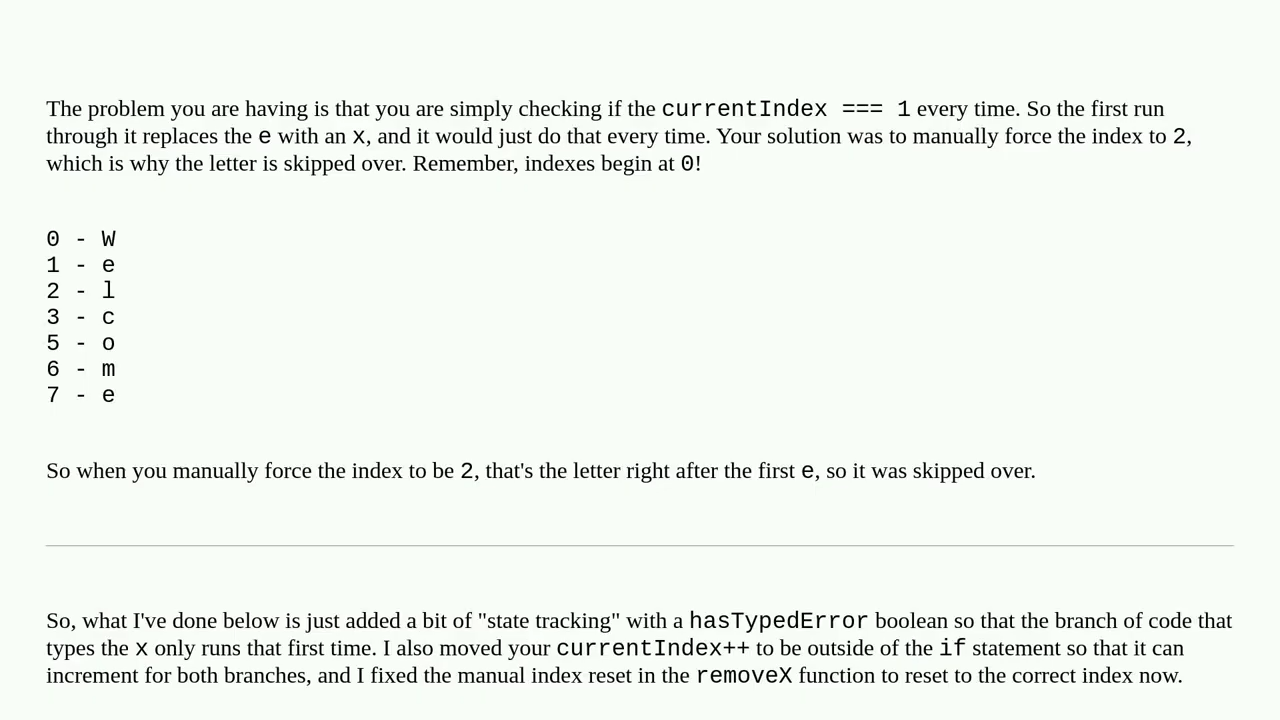 The problem you are having is that you are simply checking if the currentIndex === 1 every time. So the first run
through it replaces the e with an x, and it would just do that every time. Your solution was to manually force the index to 2,
which is why the letter is skipped over. Remember, indexes begin at 0!
0 - W
1 - e
2 - l
3 - c
5 - o
6 - m
7 - e
So when you manually force the index to be 2, that's the letter right after the first e, so it was skipped over.
So, what I've done below is just added a bit of "state tracking" with a hasTypedError boolean so that the branch of code that
types the x only runs that first time. I also moved your currentIndex++ to be outside of the if statement so that it can
increment for both branches, and I fixed the manual index reset in the removeX function to reset to the correct index now.